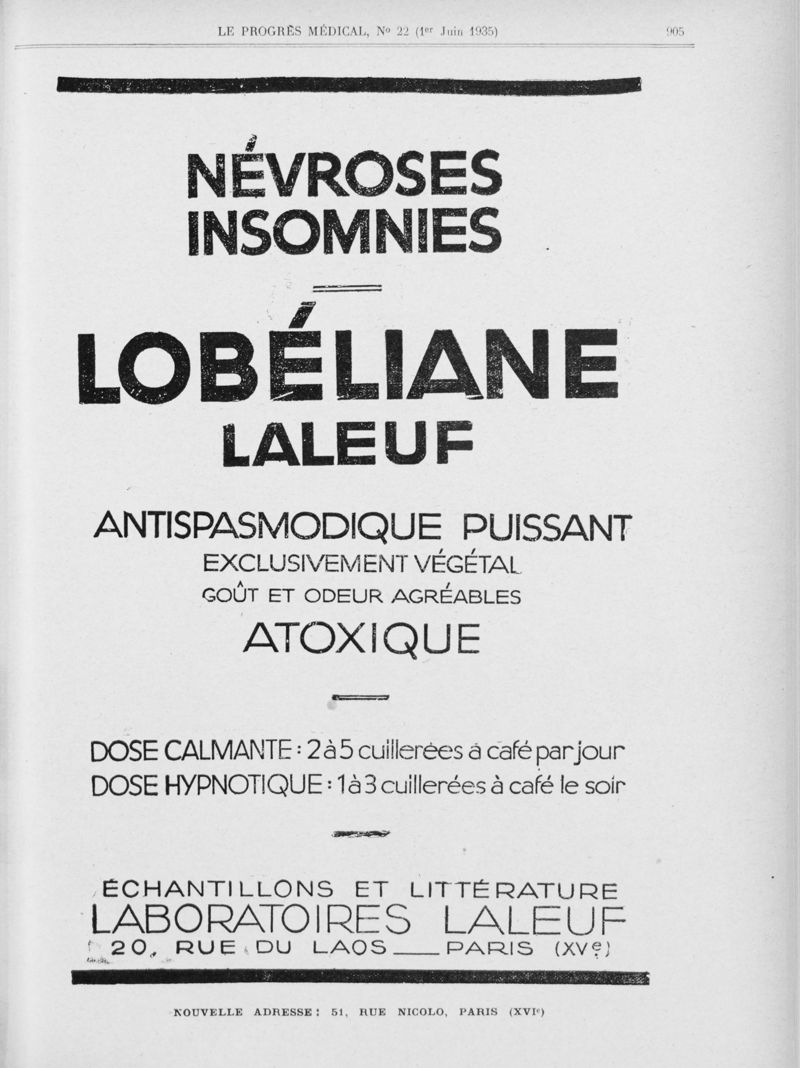 LE PROGRÈS MÉDICAL, Nº 22 (1er Juin 1935) 905
NÉVROSES
INSOMNIES
LOBÉLIANE
LALEUF
ANTISPASMODIQUE PUISSANT
EXCLUSIVEMENT VÉGÉTAL
GOÛT ET ODEUR AGRÉABLES
ATOXIQUE
DOSE CALMANTE : 2 à 5 cuillerées à café par jour
DOSE HYPNOTIQUE : 1 à 3 cuillerées à café le soir
ÉCHANTILLONS ET LITTÉRATURE
LABORATOIRES LALEUF
20, RUE DU LAOS ___ PARIS (XVe)
NOUVELLE ADRESSE : 51, RUE NICOLO, PARIS (XVIe)